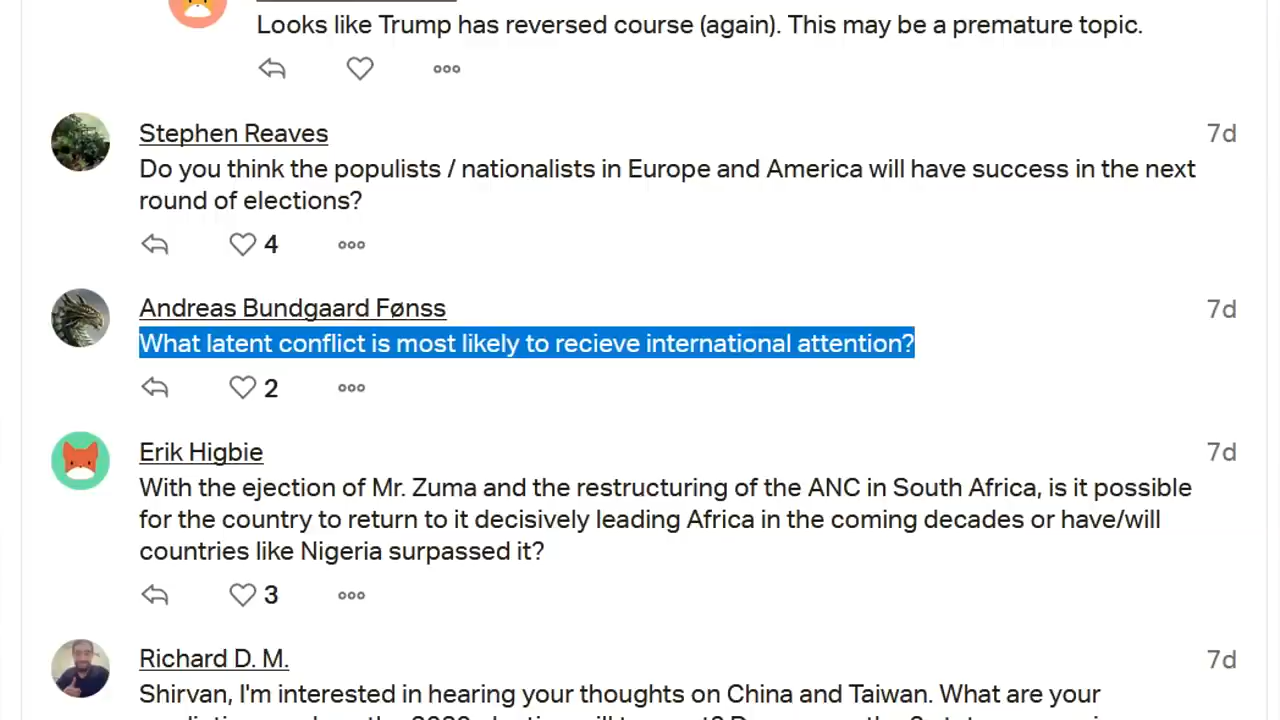 Looks like Trump has reversed course (again). This may be a premature topic.
Stephen Reaves
7d
Do you think the populists / nationalists in Europe and America will have success in the next
round of elections?
4
Andreas Bundgaard Fønss
7d
What latent conflict is most likely to recieve international attention?
2
Erik Higbie
7d
With the ejection of Mr. Zuma and the restructuring of the ANC in South Africa, is it possible
for the country to return to it decisively leading Africa in the coming decades or have/will
countries like Nigeria surpassed it?
3
Richard D. M.
7d
Shirvan, I'm interested in hearing your thoughts on China and Taiwan. What are your